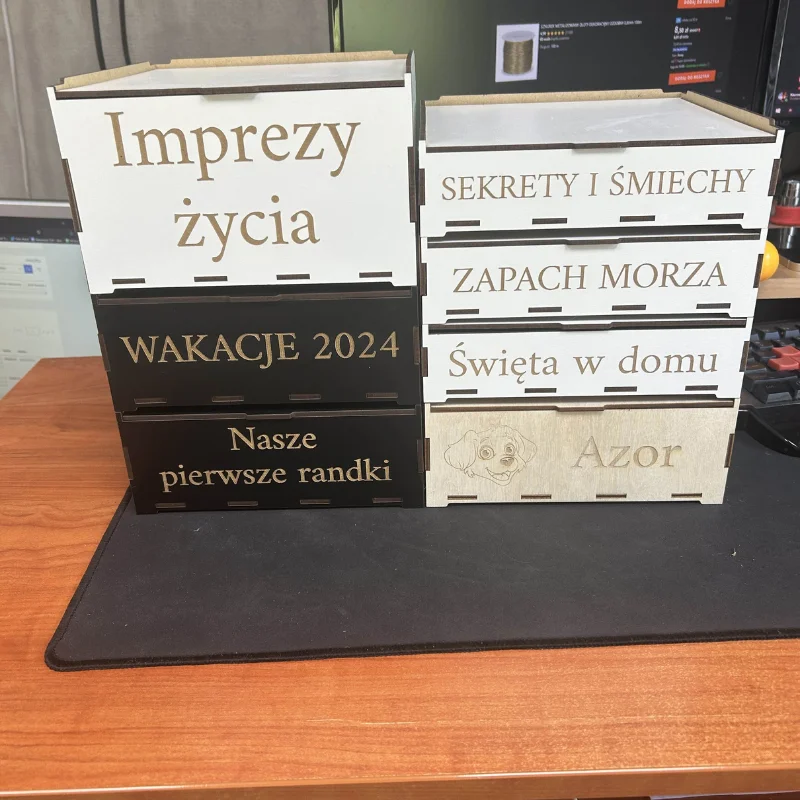 Imprezy
życia
WAKACJE 2024
Nasze
pierwsze randki
SEKRETY I ŚMIECHY
ZAPACH MORZA
Święta w domu
Azor